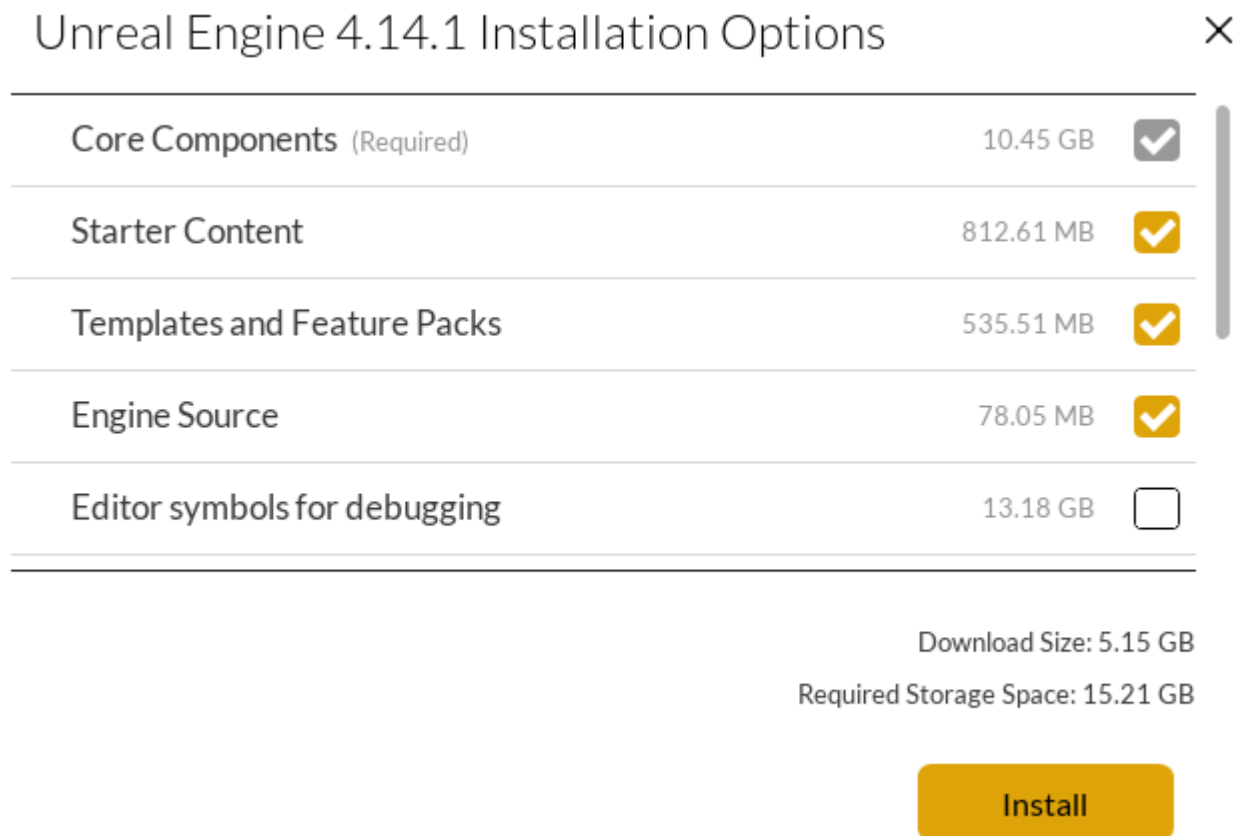 Unreal Engine 4.14.1 Installation Options
Core Components (Required) 10.45 GB
Starter Content 812.61 MB
Templates and Feature Packs 535.51 MB
Engine Source 78.05 MB
Editor symbols for debugging 13.18 GB
Download Size: 5.15 GB
Required Storage Space: 15.21 GB
Install